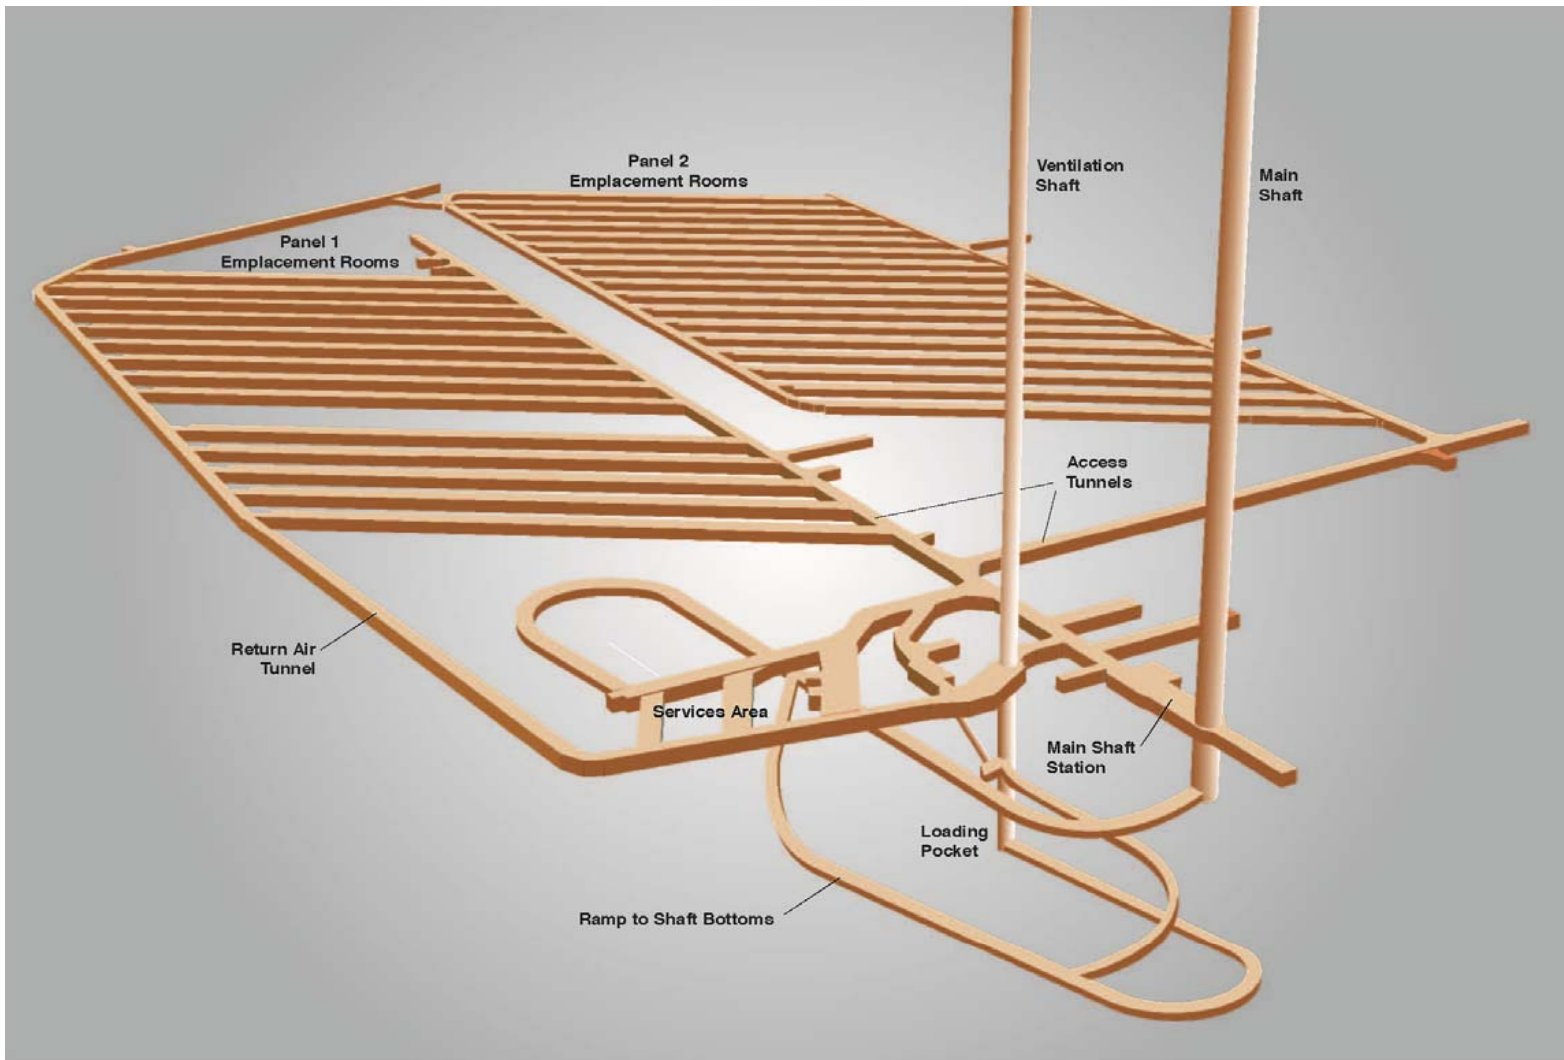 Panel 2
Emplacement Rooms
Ventilation
Shaft
Main
Shaft
Panel 1
Emplacement Rooms
Access
Tunnels
Return Air
Tunnel
Services Area
Main Shaft
Station
Loading
Pocket
Ramp to Shaft Bottoms